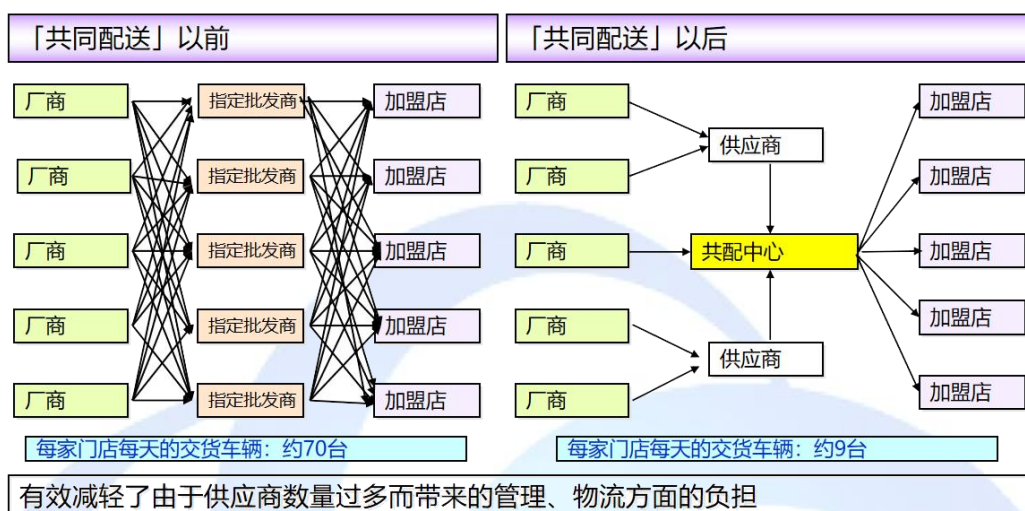 「共同配送」以前
「共同配送」以后
厂商
指定批发商
加盟店
厂商
指定批发商
加盟店
厂商
指定批发商
加盟店
厂商
指定批发商
加盟店
厂商
指定批发商
加盟店
每家门店每天的交货车辆：约70台
厂商
厂商
厂商
厂商
厂商
供应商
共配中心
供应商
加盟店
加盟店
加盟店
加盟店
加盟店
每家门店每天的交货车辆：约9台
有效减轻了由于供应商数量过多而带来的管理、物流方面的负担